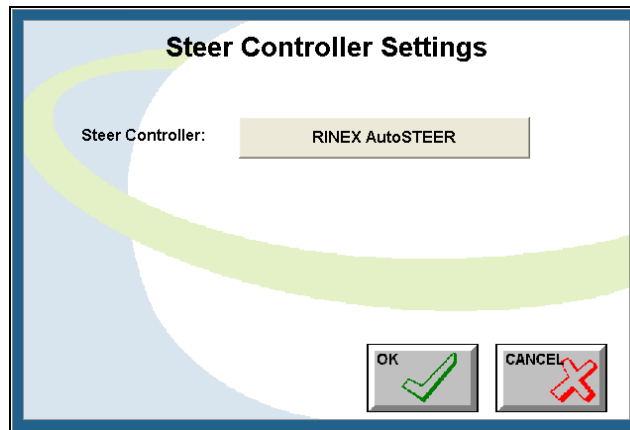 Steer Controller Settings
Steer Controller: RINEX AutoSTEER
OK CANCEL